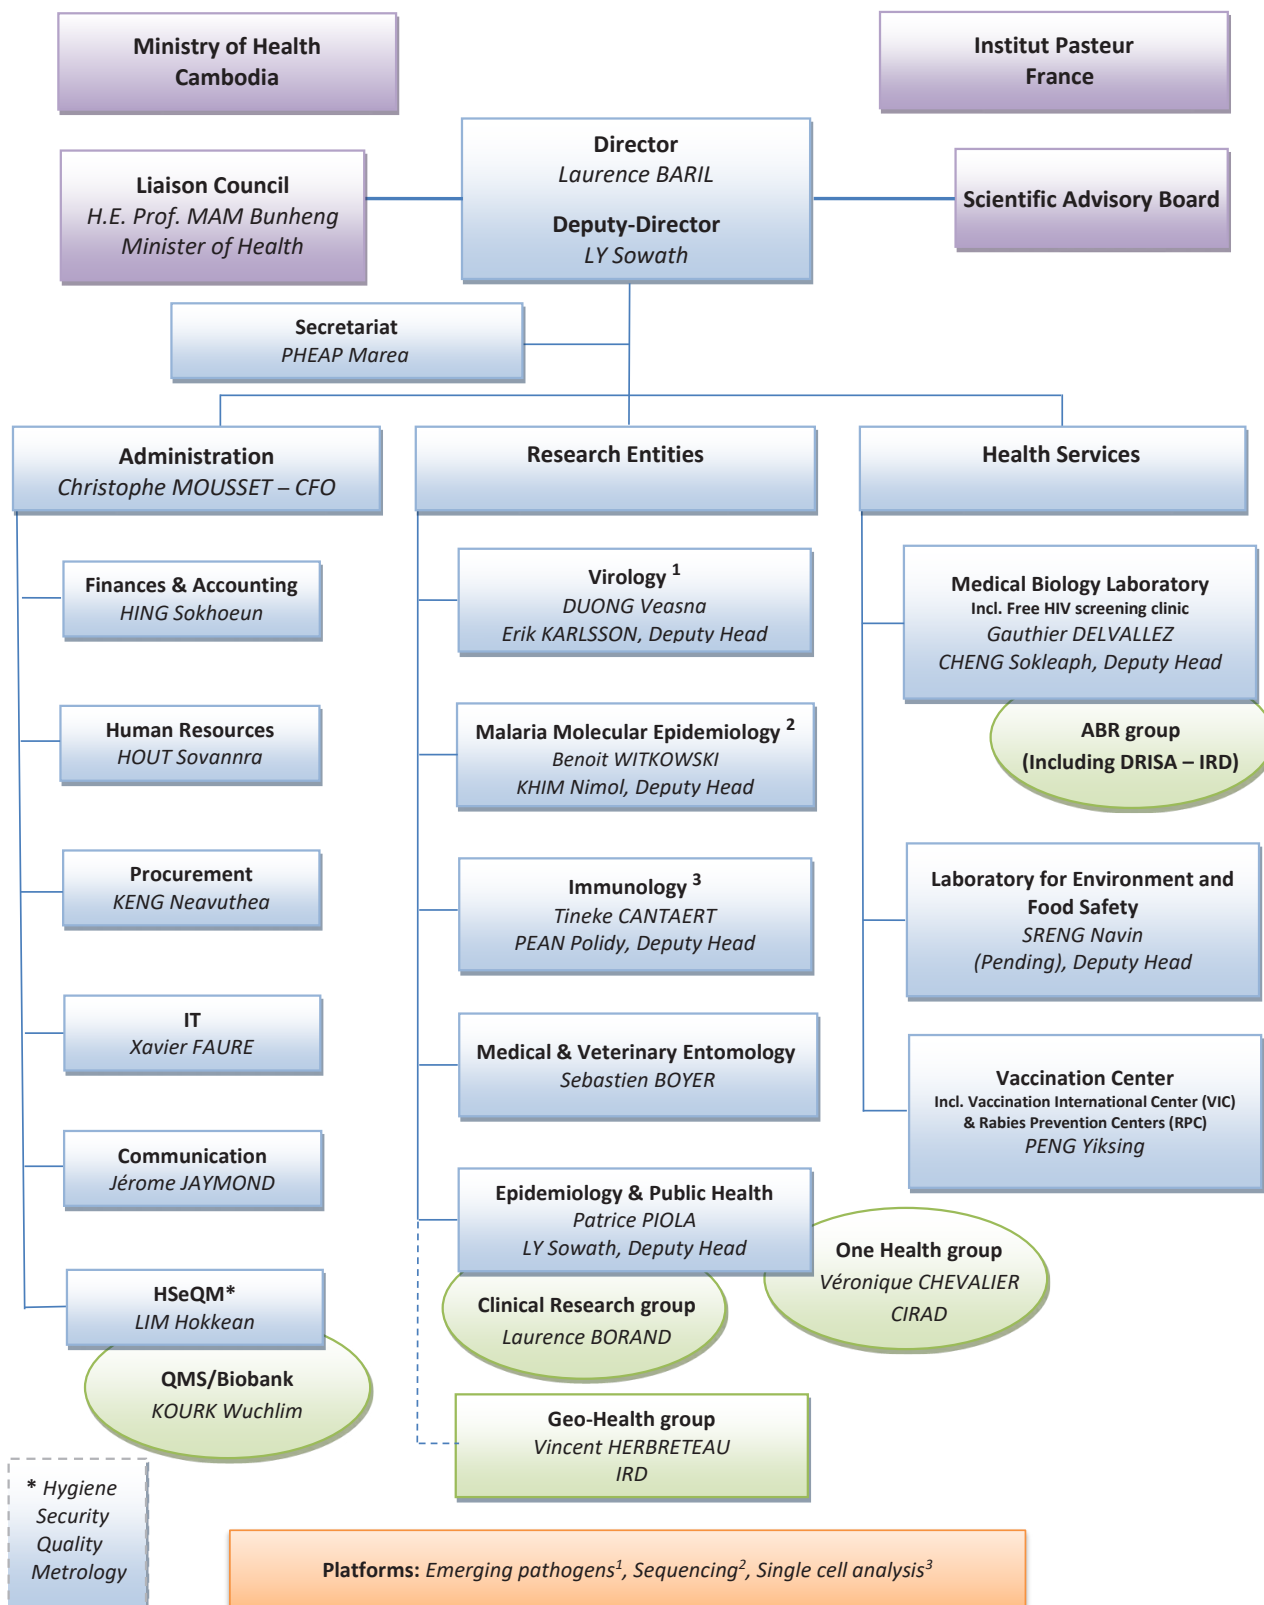 Ministry of Health
Cambodia
Institut Pasteur
France
Director
Laurence BARIL
Deputy-Director
LY Sowath
Liaison Council
H.E. Prof. MAM Bunheng
Minister of Health
Scientific Advisory Board
Secretariat
PHEAP Marea
Administration
Christophe MOUSSET – CFO
Research Entities
Health Services
Finances & Accounting
HING Sokhoeun
Human Resources
HOUT Sovannra
Procurement
KENG Neavuthea
IT
Xavier FAURE
Communication
Jérome JAYMOND
HSeQM*
LIM Hokkean
QMS/Biobank
KOURK Wuchlim
* Hygiene
Security
Quality
Metrology
Virology 1
DUONG Veasna
Erik KARLSSON, Deputy Head
Malaria Molecular Epidemiology 2
Benoit WITKOWSKI
KHIM Nimol, Deputy Head
Immunology 3
Tineke CANTAERT
PEAN Polidy, Deputy Head
Medical & Veterinary Entomology
Sebastien BOYER
Epidemiology & Public Health
Patrice PIOLA
LY Sowath, Deputy Head
Clinical Research group
Laurence BORAND
One Health group
Véronique CHEVALIER
CIRAD
Geo-Health group
Vincent HERBRETEAU
IRD
Medical Biology Laboratory
Incl. Free HIV screening clinic
Gauthier DELVALLEZ
CHENG Sokleaph, Deputy Head
ABR group
(Including DRISA – IRD)
Laboratory for Environment and
Food Safety
SRENG Navin
(Pending), Deputy Head
Vaccination Center
Incl. Vaccination International Center (VIC)
& Rabies Prevention Centers (RPC)
PENG Yiksing
Platforms: Emerging pathogens1, Sequencing2, Single cell analysis3